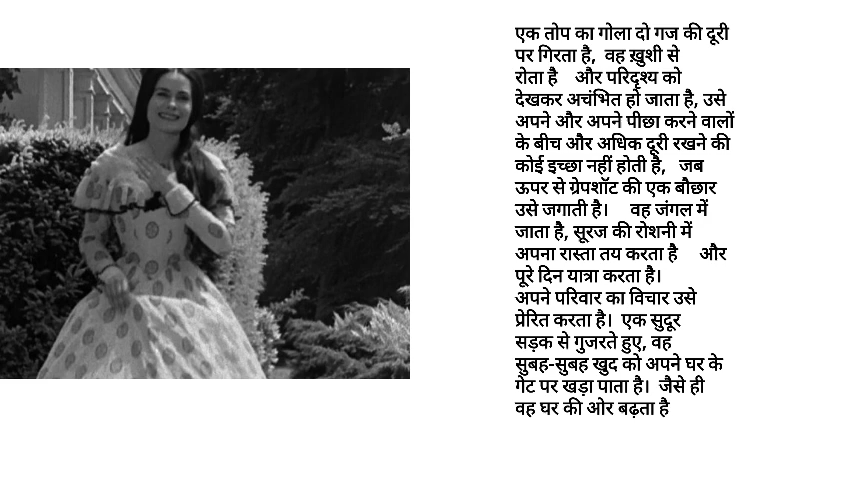 एक तोप का गोला दो गज की दूरी
पर गिरता है, वह ख़ुशी से
रोता है और परिदृश्य को
देखकर अचंभित हो जाता है, उसे
अपने और अपने पीछा करने वालों
के बीच और अधिक दूरी रखने की
कोई इच्छा नहीं होती है, जब
ऊपर से ग्रेपशॉट की एक बौछार
उसे जगाती है। वह जंगल में
जाता है, सूरज की रोशनी में
अपना रास्ता तय करता है और
पूरे दिन यात्रा करता है।
अपने परिवार का विचार उसे
प्रेरित करता है। एक सुदूर
सड़क से गुजरते हुए, वह
सुबह-सुबह खुद को अपने घर के
गेट पर खड़ा पाता है। जैसे ही
वह घर की ओर बढ़ता है